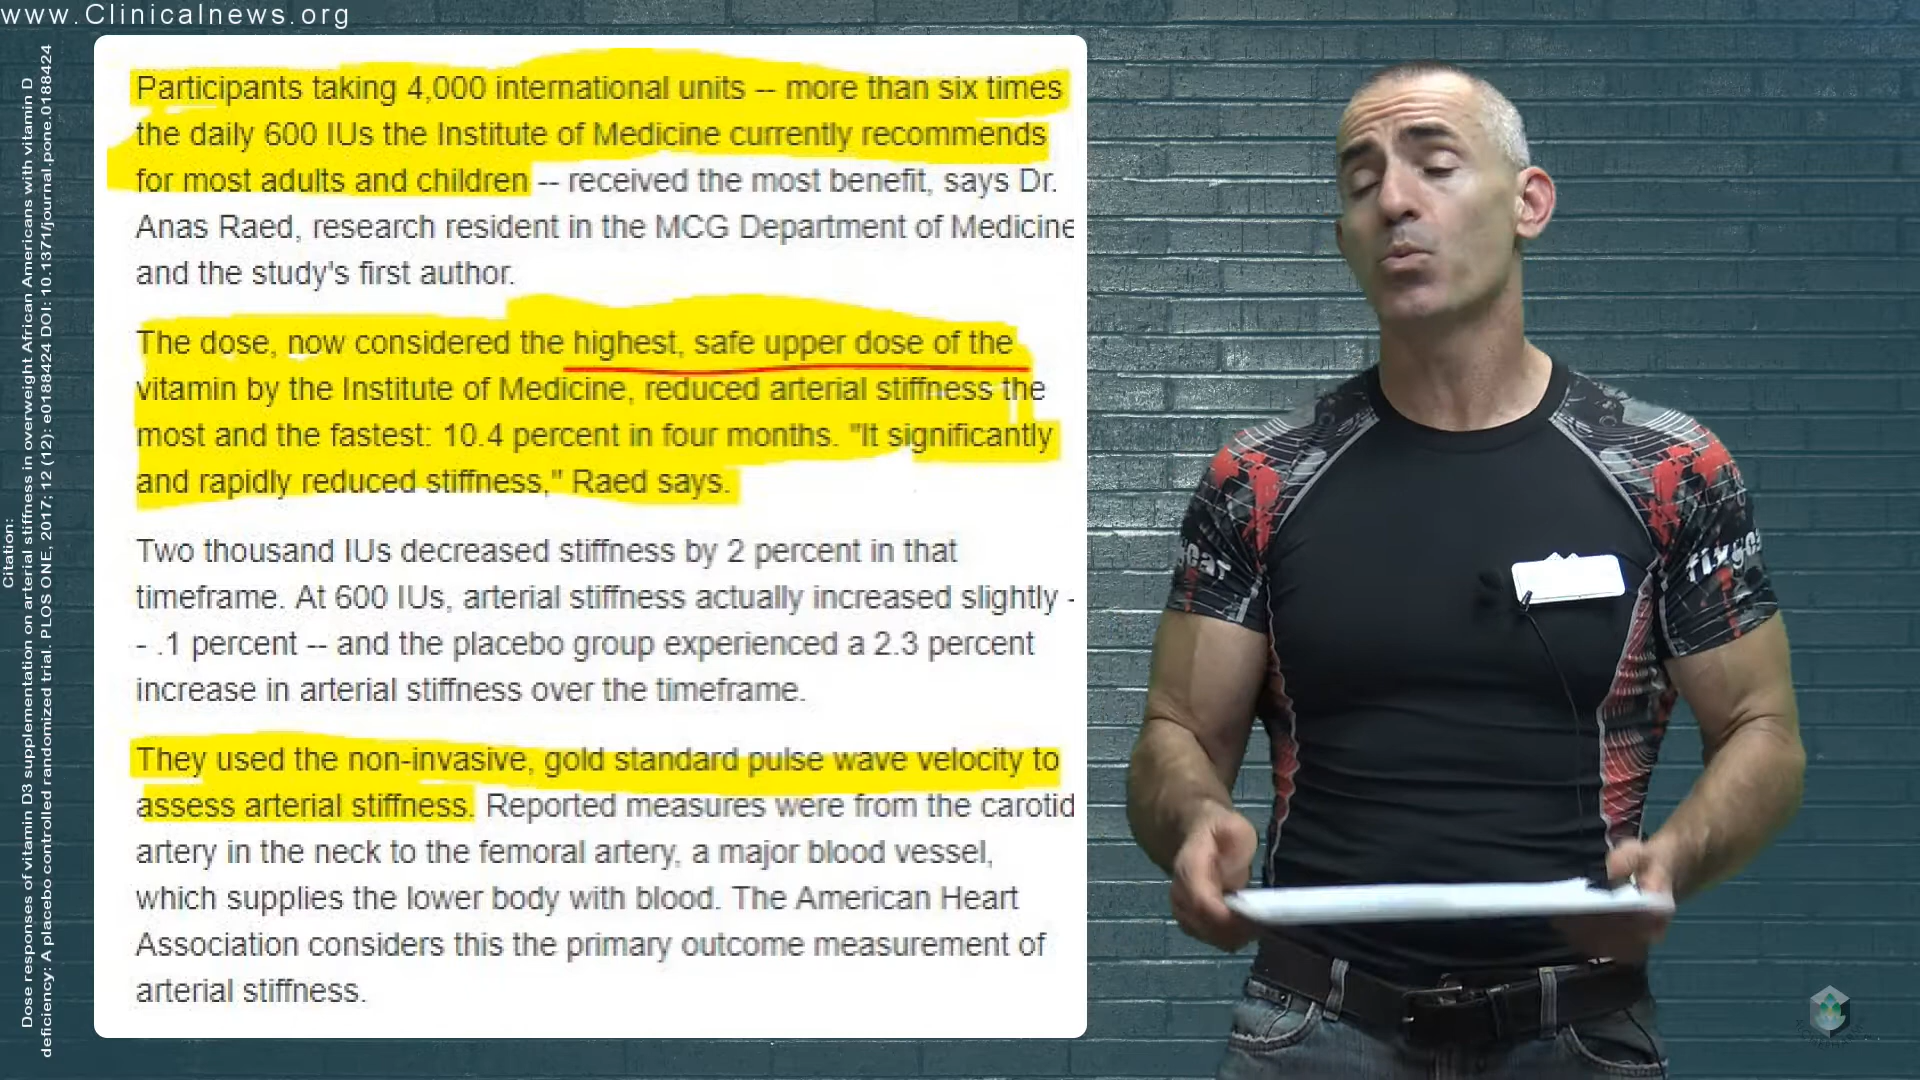 www.Clinicalnews.org
Citation:
Dose responses of vitamin D3 supplementation on arterial stiffness in overweight African Americans with vitamin D
deficiency: A placebo controlled randomized trial. PLOS ONE, 2017; 12 (12): e0188424 DOI: 10.1371/journal.pone.0188424
Participants taking 4,000 international units -- more than six times
the daily 600 IUs the Institute of Medicine currently recommends
for most adults and children -- received the most benefit, says Dr.
Anas Raed, research resident in the MCG Department of Medicine
and the study's first author.
The dose, now considered the highest, safe upper dose of the
vitamin by the Institute of Medicine, reduced arterial stiffness the
most and the fastest: 10.4 percent in four months. "It significantly
and rapidly reduced stiffness," Raed says.
Two thousand IUs decreased stiffness by 2 percent in that
timeframe. At 600 IUs, arterial stiffness actually increased slightly -
- .1 percent -- and the placebo group experienced a 2.3 percent
increase in arterial stiffness over the timeframe.
They used the non-invasive, gold standard pulse wave velocity to
assess arterial stiffness. Reported measures were from the carotid
artery in the neck to the femoral artery, a major blood vessel,
which supplies the lower body with blood. The American Heart
Association considers this the primary outcome measurement of
arterial stiffness.